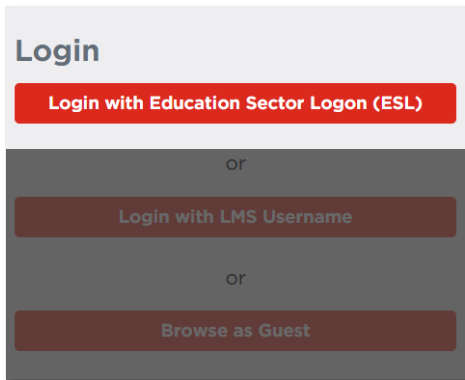 Login
Login with Education Sector Logon (ESL)
or
Login with LMS Username
or
Browse as Guest